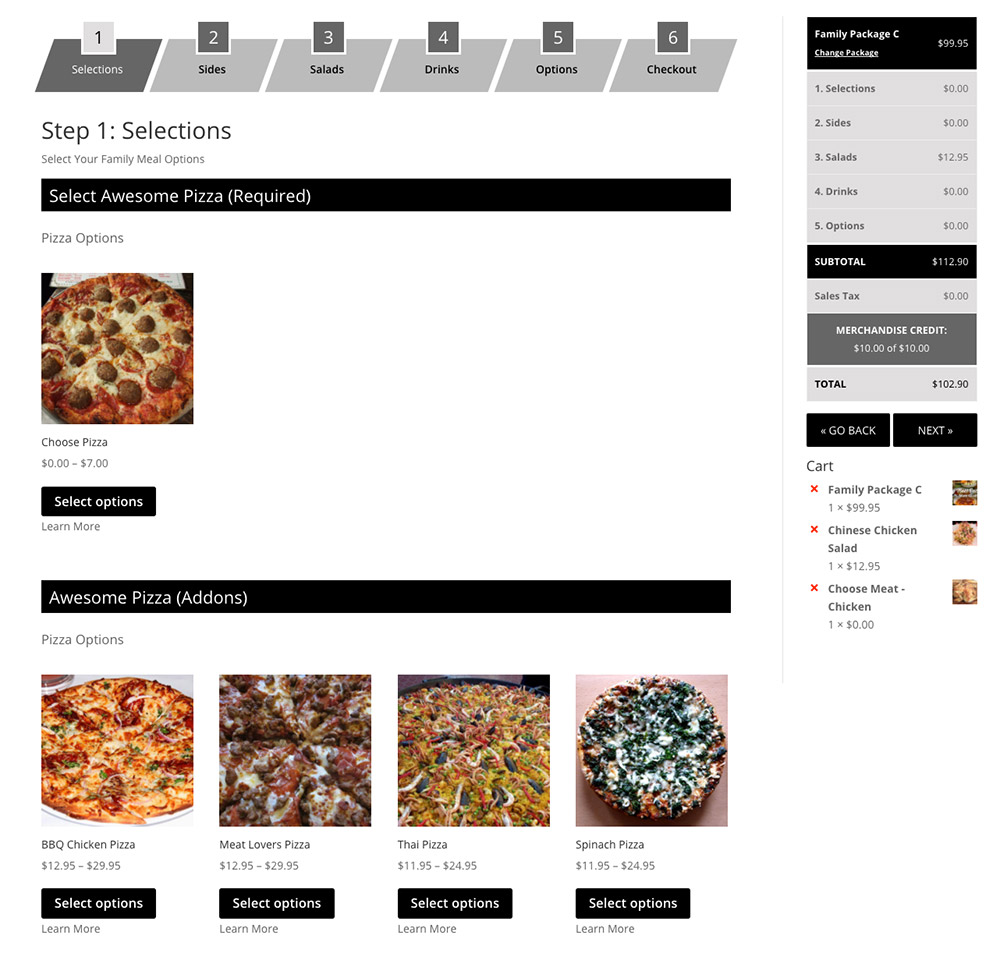 1
2
3
4
5
6
Selections
Sides
Salads
Drinks
Options
Checkout
Step 1: Selections
Select Your Family Meal Options
Select Awesome Pizza (Required)
Pizza Options
Choose Pizza
$0.00 – $7.00
Select options
Learn More
Awesome Pizza (Addons)
Pizza Options
BBQ Chicken Pizza
$12.95 – $29.95
Select options
Learn More
Meat Lovers Pizza
$12.95 – $29.95
Select options
Learn More
Thai Pizza
$11.95 – $24.95
Select options
Learn More
Spinach Pizza
$11.95 – $24.95
Select options
Learn More
Family Package C $99.95
Change Package
1. Selections $0.00
2. Sides $0.00
3. Salads $12.95
4. Drinks $0.00
5. Options $0.00
SUBTOTAL $112.90
Sales Tax $0.00
MERCHANDISE CREDIT:
$10.00 of $10.00
TOTAL $102.90
« GO BACK NEXT »
Cart
× Family Package C
1 × $99.95
× Chinese Chicken
Salad
1 × $12.95
× Choose Meat -
Chicken
1 × $0.00